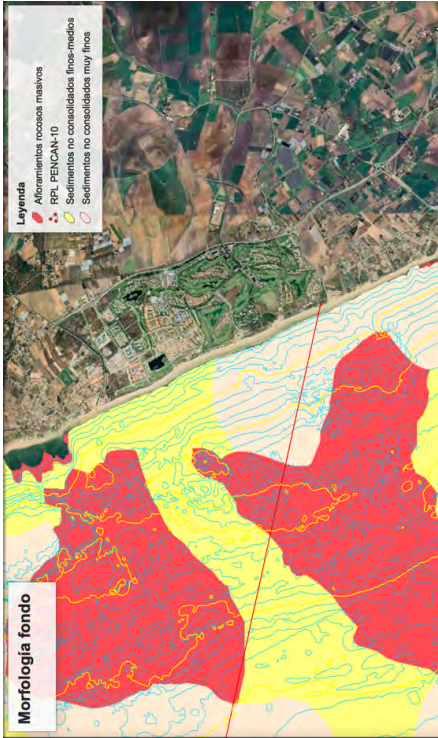 Morfología fondo
Leyenda
Afloramientos rocosos masivos
RPL PENCAN-10
Sedimentos no consolidados finos-medios
Sedimentos no consolidados muy finos